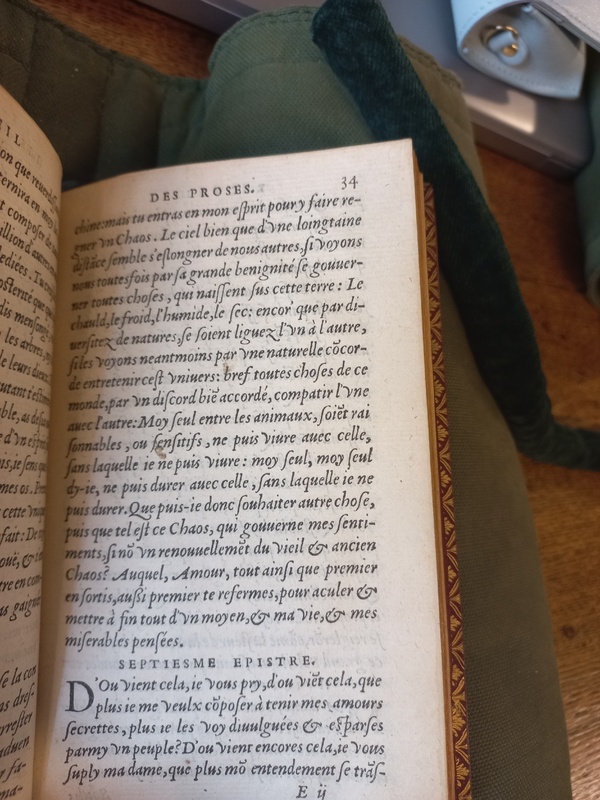 DES PROSES. 34
chine: mais tu entras en mon esprit pour y faire re-
gner vn Chaos. Le ciel bien que d'vne loingtaine
distãce semble s'eslongner de nous autres, si voyons
nous toutesfois par sa grande benignité se gouuer-
ner toutes choses, qui naissent sus cette terre: Le
chauld, le froid, l'humide, le sec: encor' que par di-
uersitez de natures, se soient liguez l'vn à l'autre,
si les voyons neantmoins par vne naturelle cõcor-
de entretenir cest vniuers: bref toutes choses de ce
monde, par vn discord biẽ accordé, compatir l'vne
auec l'autre: Moy seul entre les animaux, soiẽt rai
sonnables, ou sensitifs, ne puis viure auec celle,
sans laquelle ie ne puis viure: moy seul, moy seul
dy-ie, ne puis durer auec celle, sans laquelle ie ne
puis durer. Que puis-ie donc souhaiter autre chose,
puis que tel est ce Chaos, qui gouuerne mes senti-
ments, si nõ vn renouuellemẽt du vieil & ancien
Chaos? Auquel, Amour, tout ainsi que premier
en sortis, aussi premier te refermes, pour aculer &
mettre à fin tout d'vn moyen, & ma vie, & mes
miserables pensées.
SEPTIESME EPISTRE.
D'Ou vient cela, ie vous pry, d'ou viẽt cela, que
plus ie me veulx cõposer à tenir mes amours
secrettes, plus ie les voy diuulguées & esparses
parmy vn peuple? D'ou vient encores cela, ie vous
suply ma dame, que plus mõ entendement se trãs-
E ij